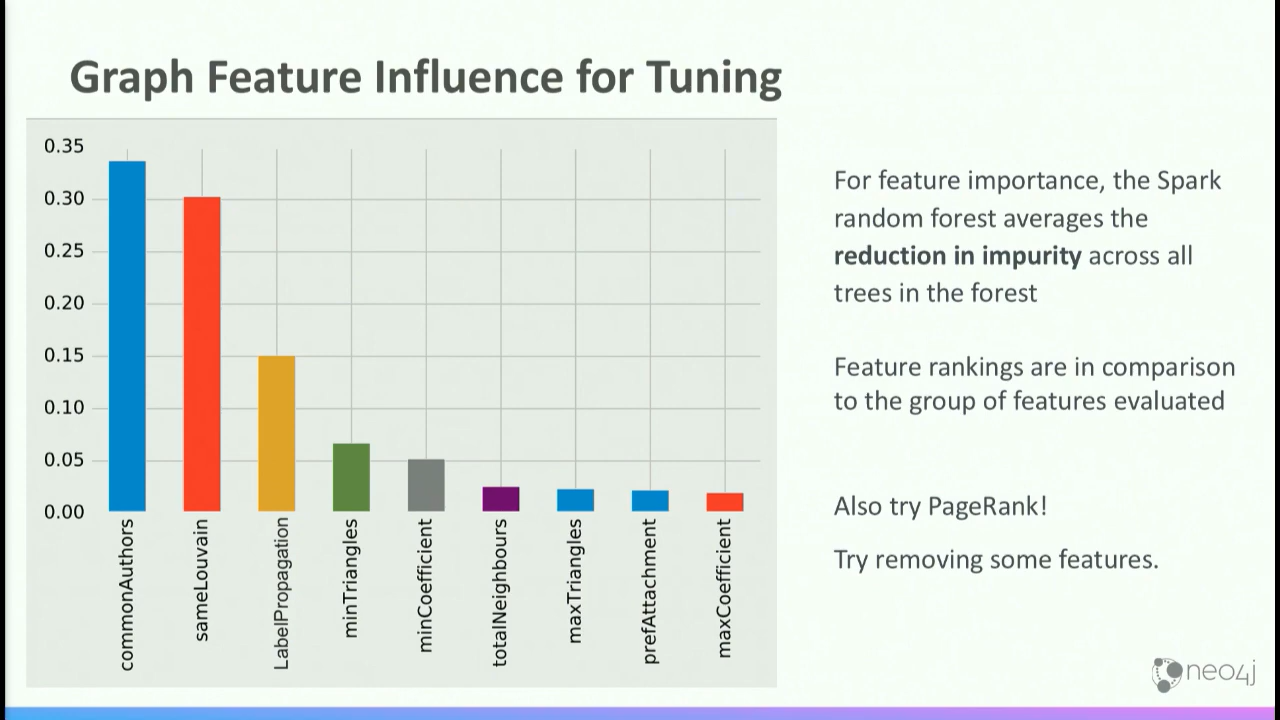 Graph Feature Influence for Tuning
0.35
0.30
0.25
0.20
0.15
0.10
0.05
0.00
commonAuthors
sameLouvain
LabelPropagation
minTriangles
minCoefficient
totalNeighbours
maxTriangles
prefAttachment
maxCoefficient
For feature importance, the Spark
random forest averages the
reduction in impurity across all
trees in the forest
Feature rankings are in comparison
to the group of features evaluated
Also try PageRank!
Try removing some features.
neo4j